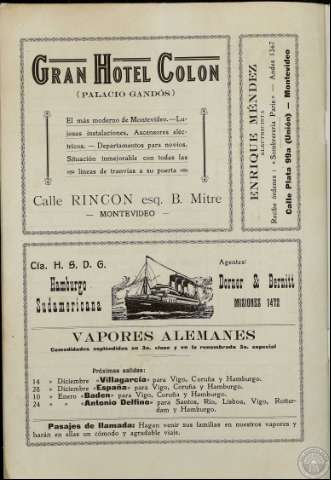 GRAN HOTEL COLON
(PALACIO GANDÓS)
El más moderno de Montevideo.—Lu-
josas instalaciones. Ascensores eléc-
tricos. — Departamentos para novios.
Situación inmejorable con todas las
líneas de tranvías a su puerta
Calle RINCON esq. B. Mitre
— MONTEVIDEO —
ENRIQUE MÉNDEZ
ELECTRICISTA
Recibe órdenes: «Sombrerería Paris» — Andes 1367
Calle Plata 99a (Unión) — Montevideo
Cía. H. S. D. G.
Hamburgo
Sudamericana
Agentes:
Dorner & Bernitt
MISIONES 1472
VAPORES ALEMANES
Comodidades espléndidas en 3a. clase y en la renombrada 3a. especial
Próximas salidas:
14 » Diciembre «Villagarcía» para Vigo, Coruña y Hamburgo.
28 » Diciembre «España» para Vigo, Coruña y Hamburgo.
10 » Enero «Baden» para Vigo, Coruña y Hamburgo.
24 » » «Antonio Delfino» para Santos, Río, Lisboa, Vigo, Rotter-
dam y Hamburgo.
Pasajes de llamada: Hagan venir sus familias en nuestros vapores y
harán en ellas un cómodo y agradable viaje.